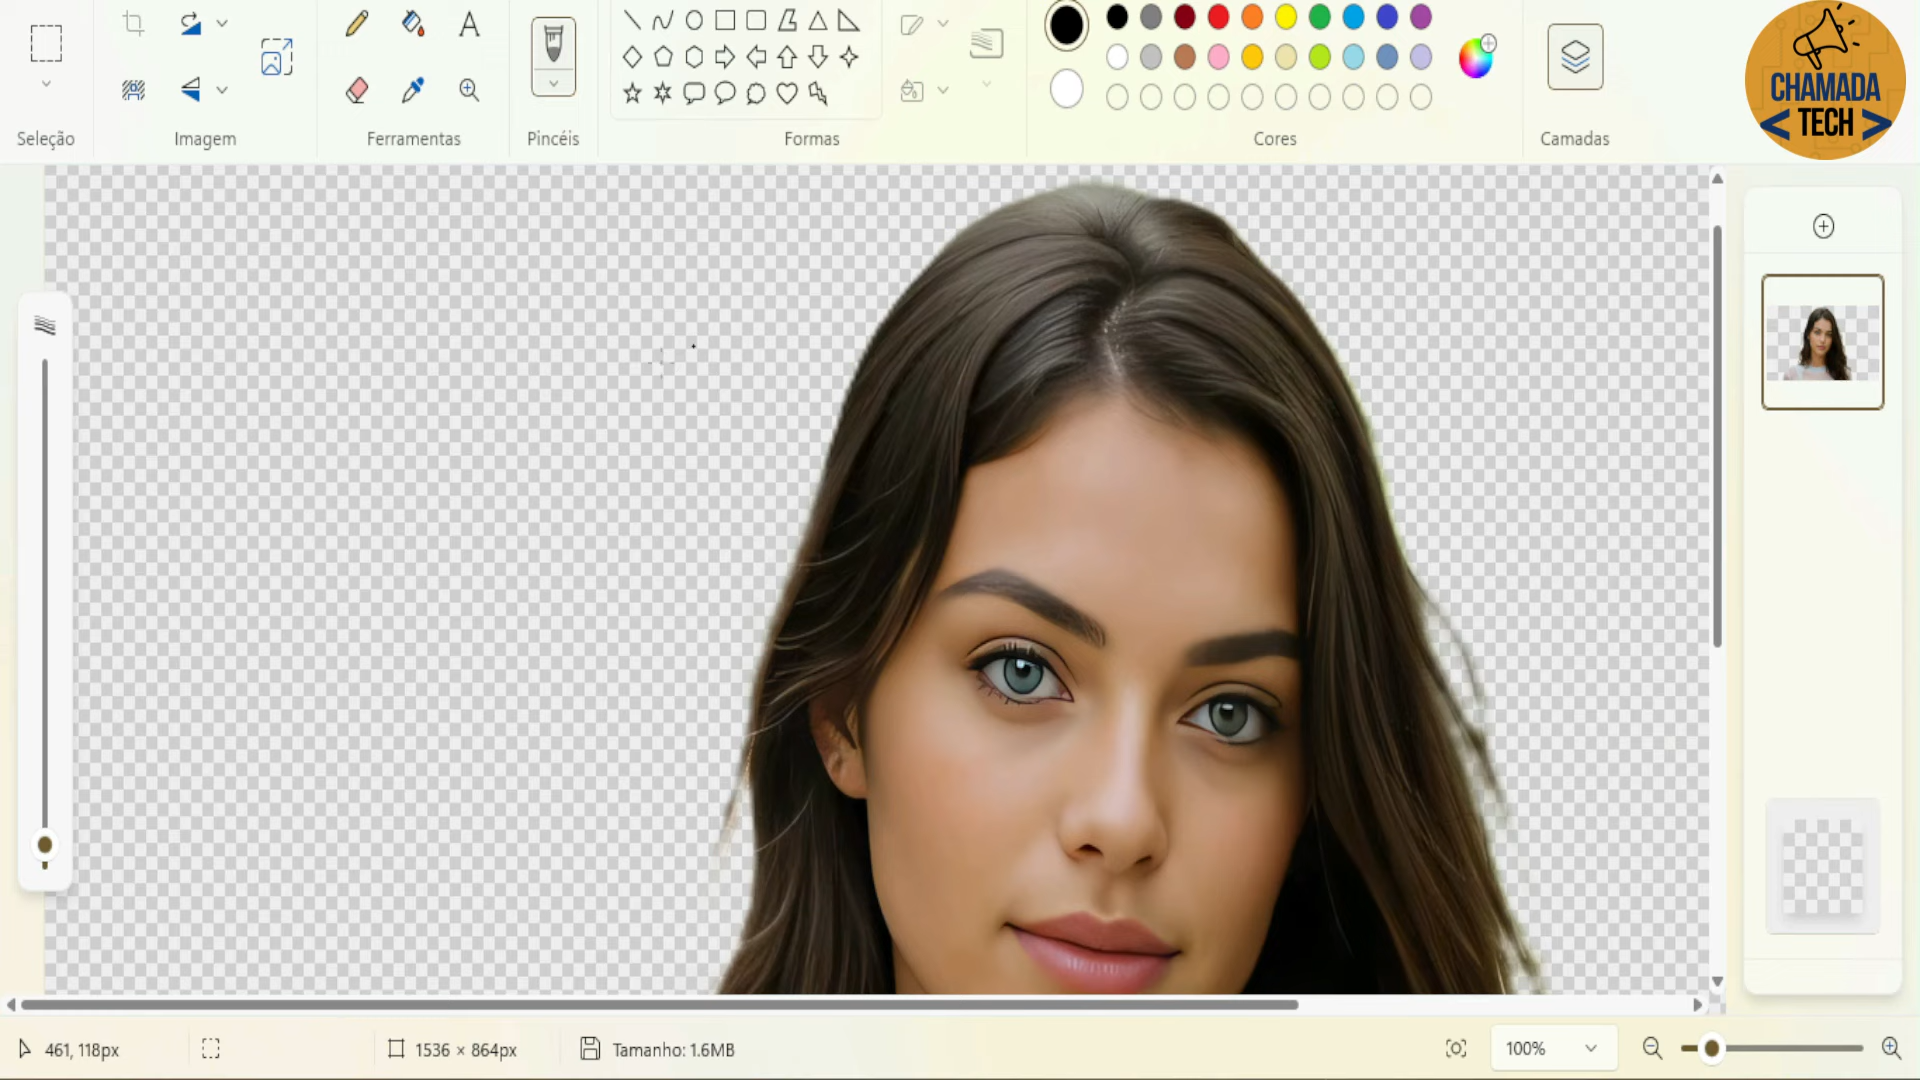 Seleção
Imagem
Ferramentas
Pincéis
Formas
Cores
Camadas
CHAMADA
< TECH >
461, 118px
1536 × 864px
Tamanho: 1.6MB
100%